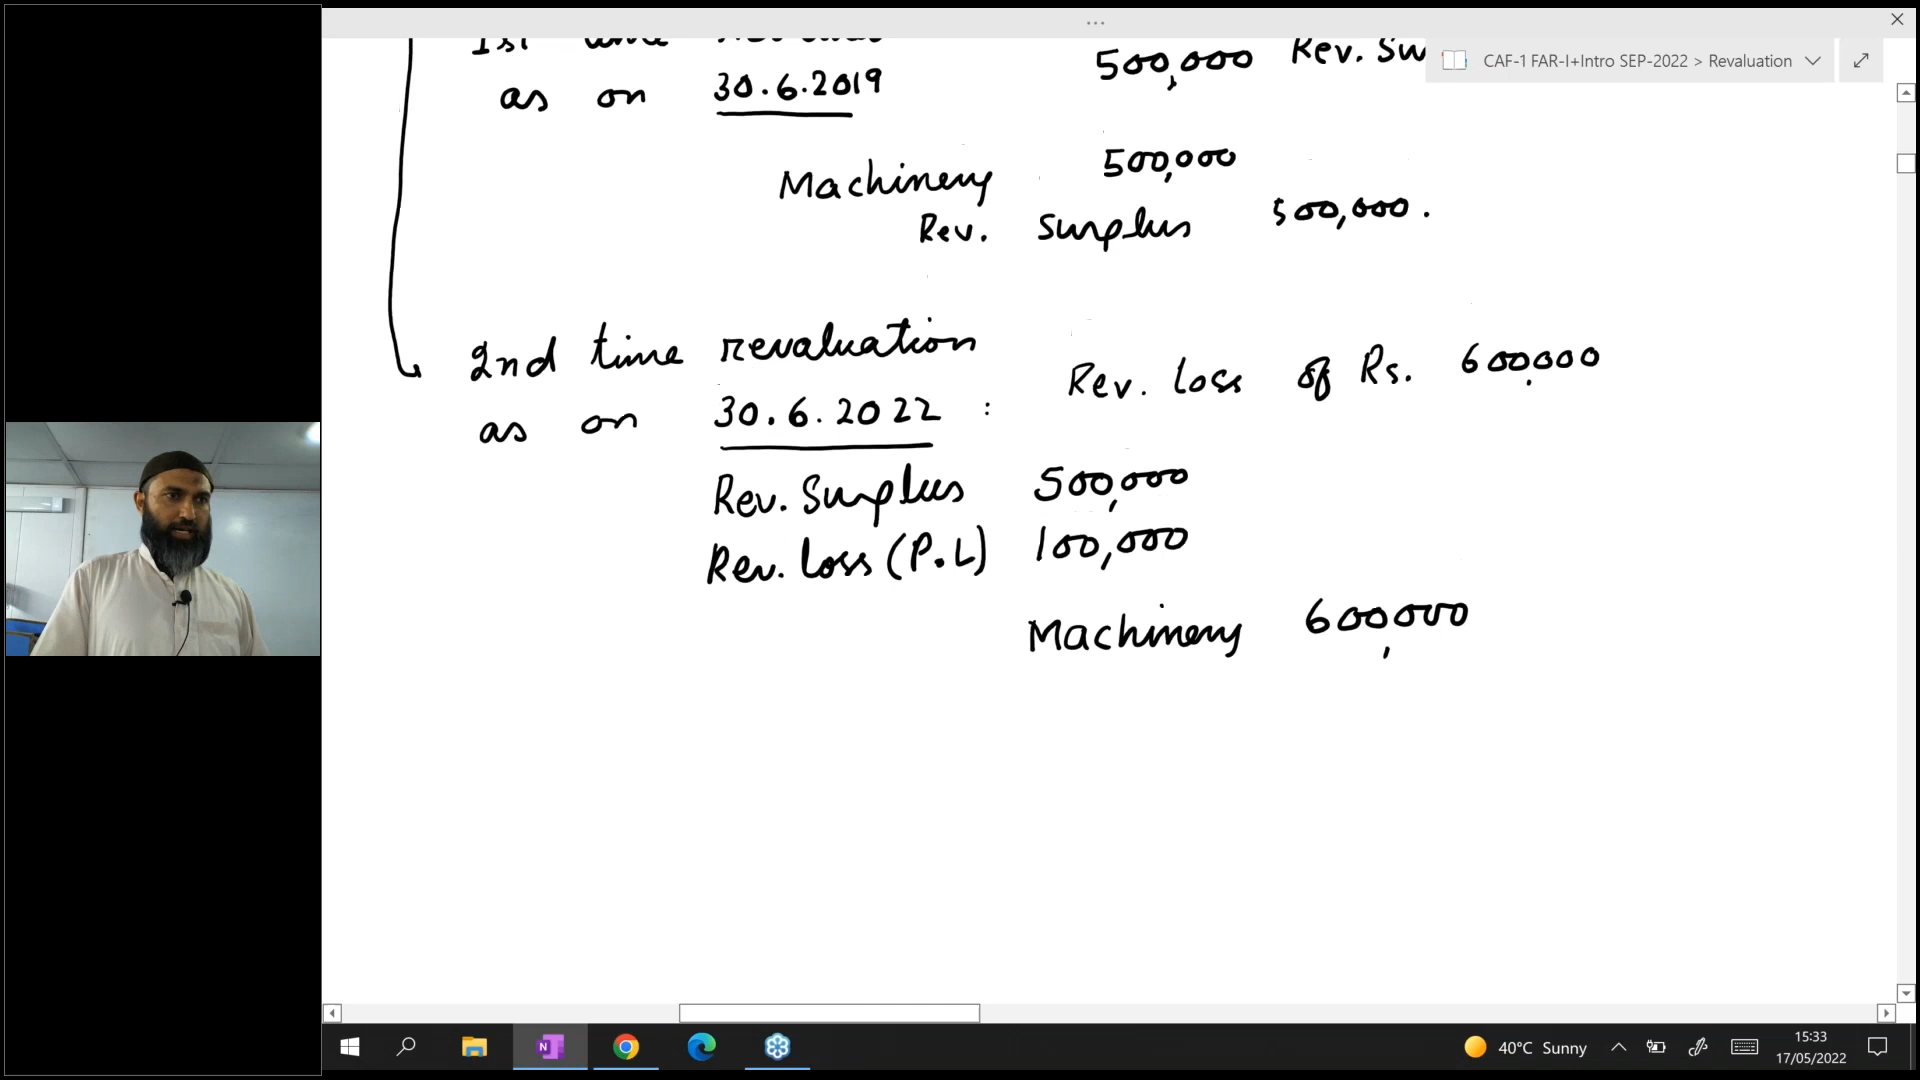 1st time
500,000 Rev. Su
CAF-1 FAR-I+Intro SEP-2022 > Revaluation
as on 30.6.2019
Machinery 500,000
Rev. Surplus 500,000.
2nd time revaluation
as on 30.6.2022 :
Rev. loss of Rs. 600,000
Rev. Surplus 500,000
Rev. loss (P.L) 100,000
Machinery 600,000
40°C Sunny
15:33
17/05/2022